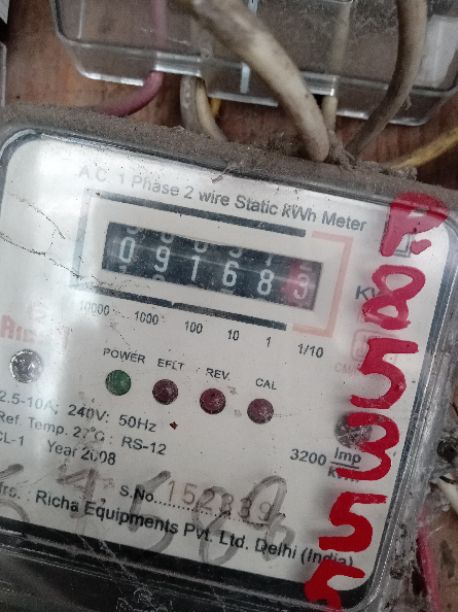 A.C. 1 Phase 2 wire Static kWh Meter
091683
10000 1000 100 10 1 1/10
POWER EFLT REV. CAL
2.5-10A; 240V; 50Hz
Ref. Temp. 27°C : RS-12
CL-1 Year 2008
3200 Imp
S.No.
: Richa Equipments Pvt. Ltd. Delhi (India)
P.85355